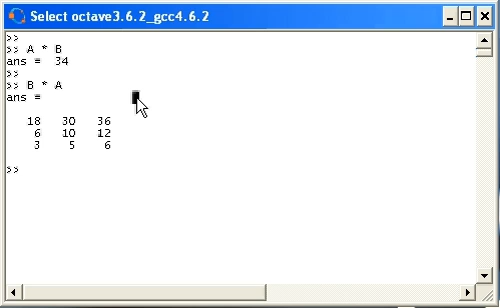 Select octave3.6.2_gcc4.6.2
>>
>> A * B
ans =  34
>>
>> B * A
ans =
   18   30   36
    6   10   12
    3    5    6
>>